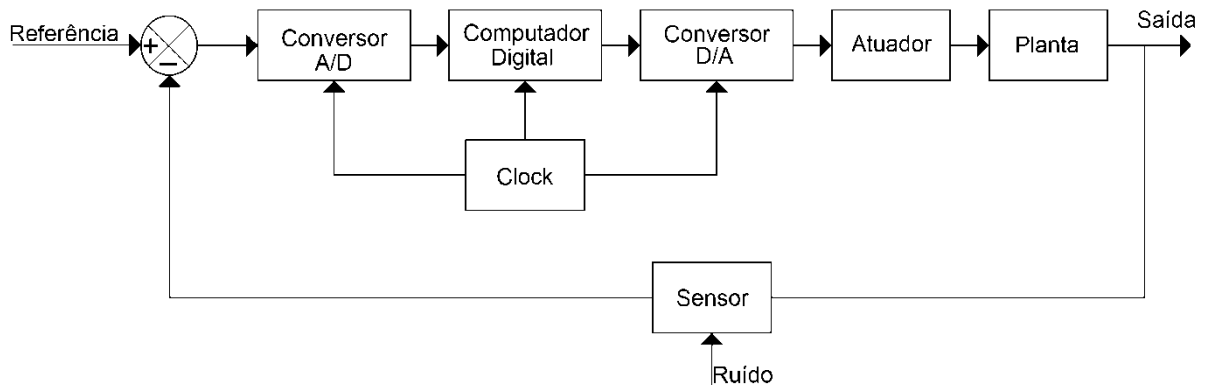 Referência
+
−
Conversor
A/D
Computador
Digital
Conversor
D/A
Atuador
Planta
Saída
Clock
Sensor
Ruído